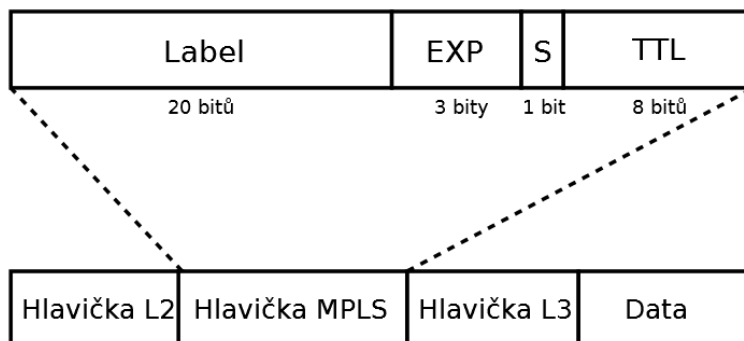 Label EXP S TTL
20 bitů 3 bity 1 bit 8 bitů
Hlavička L2 Hlavička MPLS Hlavička L3 Data